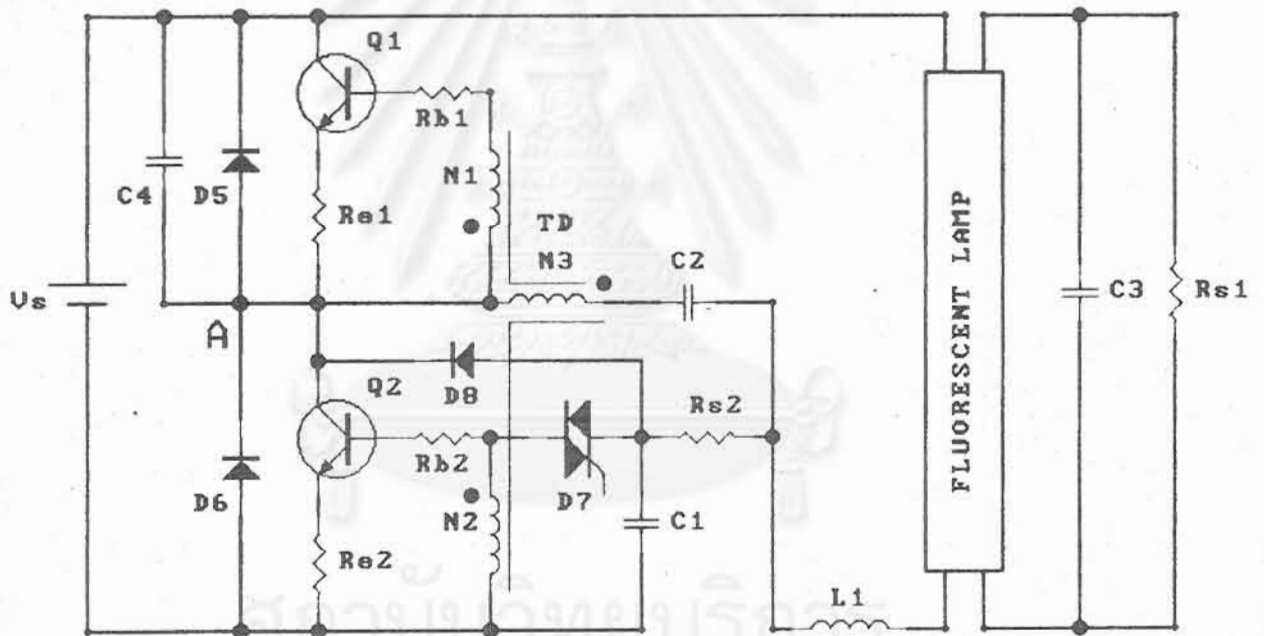 Q1
Rb1
C4
D5
Re1
N1
TD
N3
C2
Vs
A
Q2
D8
Rs2
Rb2
D7
D6
N2
C1
Re2
L1
FLUORESCENT LAMP
C3
Rs1